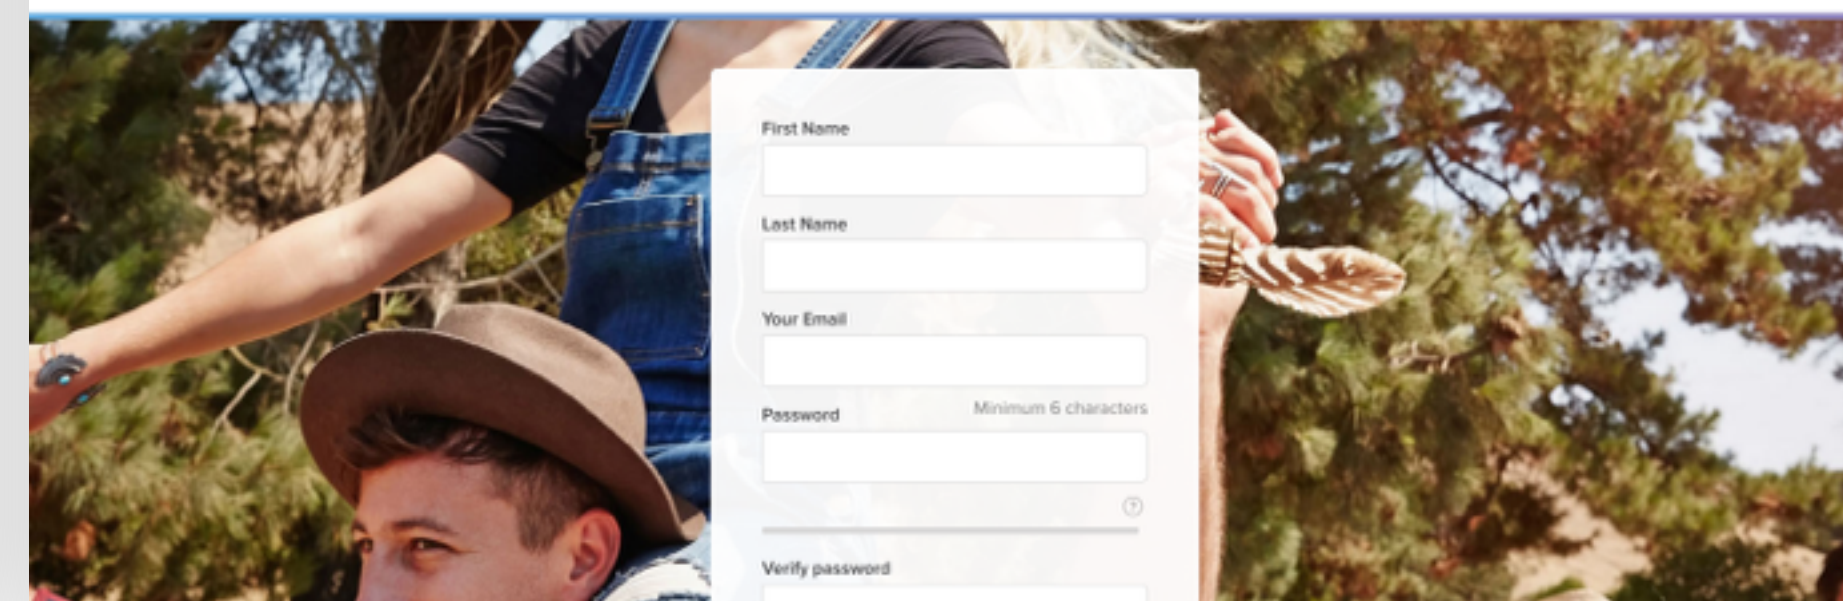 First Name
Last Name
Your Email
Password
Minimum 6 characters
?
Verify password